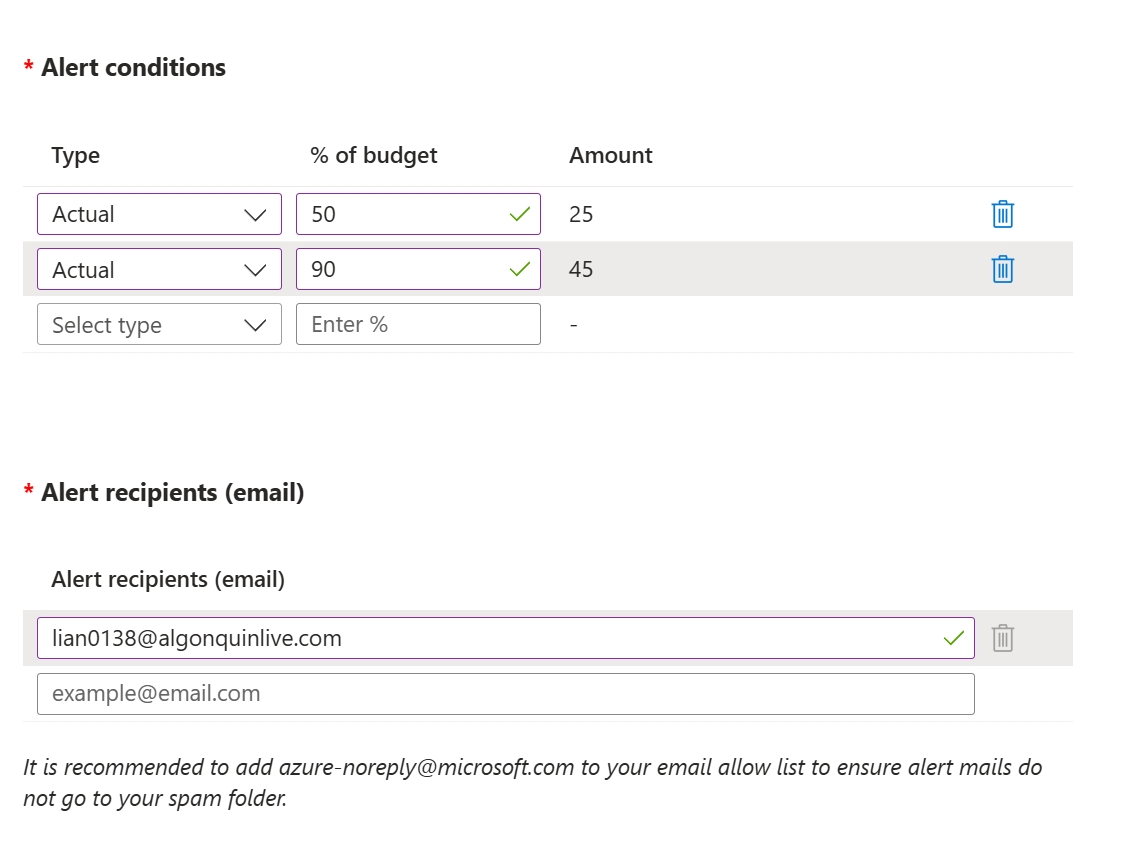 * Alert conditions
Type % of budget Amount
Actual 50 25
Actual 90 45
Select type Enter % -
* Alert recipients (email)
Alert recipients (email)
lian0138@algonquinlive.com
example@email.com
It is recommended to add azure-noreply@microsoft.com to your email allow list to ensure alert mails do
not go to your spam folder.